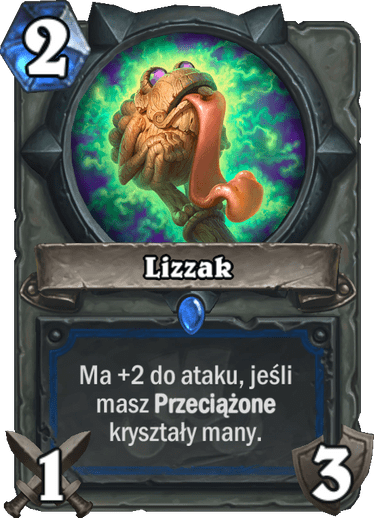 2
Lizzak
Ma +2 do ataku, jeśli
masz Przeciążone
kryształy many.
1
3